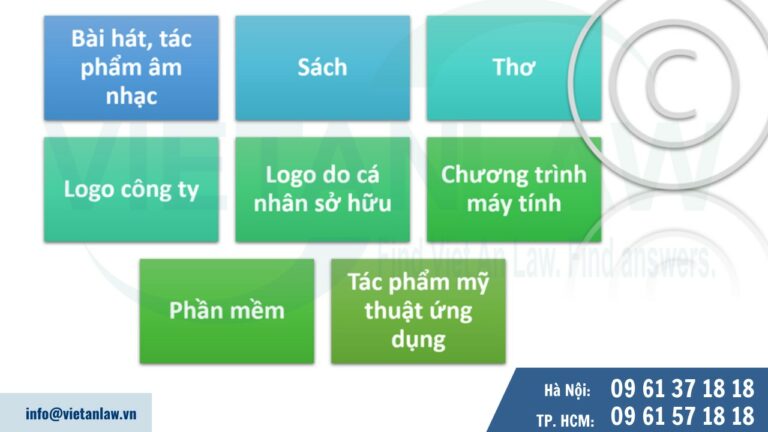 Bài hát, tác
phẩm âm
nhạc
Sách
Thơ
C
Logo công ty
Logo do cá
nhân sở hữu
Chương trình
máy tính
VIETANLAW
Find Viet An Law. Find answers.
Phần mềm
Tác phẩm mỹ
thuật ứng
dụng
info@vietanlaw.vn
Hà Nội: 09 61 37 18 18
TP. HCM: 09 61 57 18 18